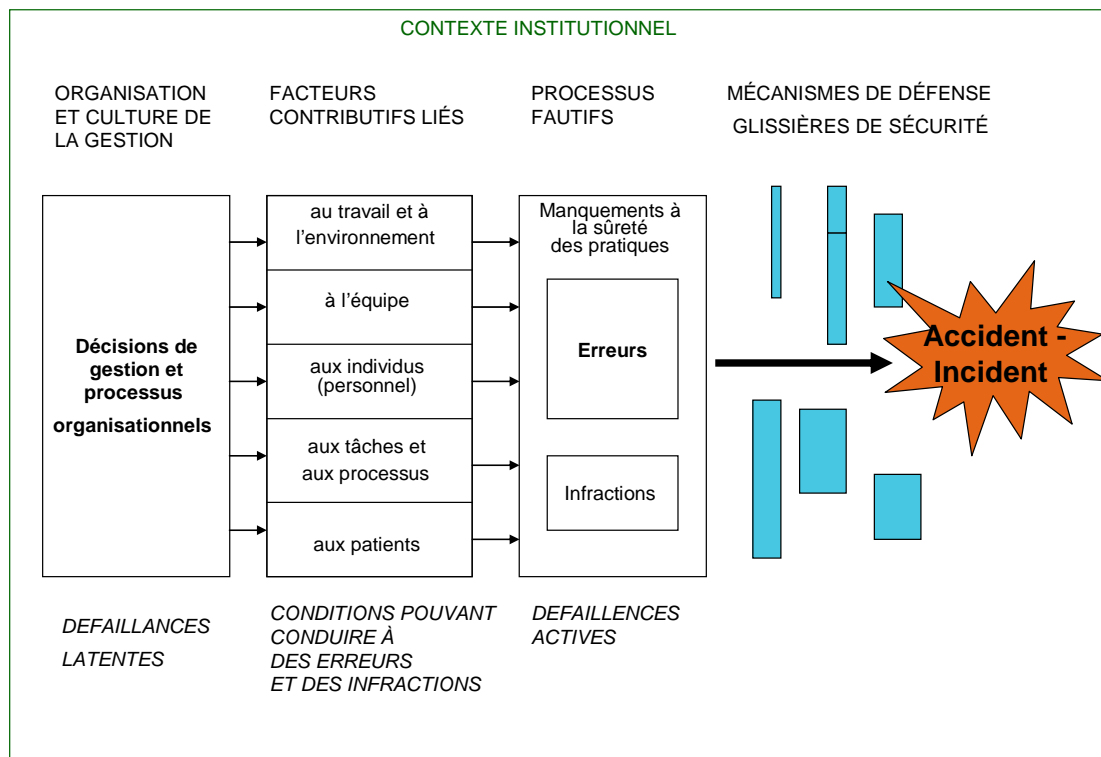 CONTEXTE INSTITUTIONNEL
ORGANISATION
ET CULTURE DE
LA GESTION
FACTEURS
CONTRIBUTIFS LIÉS
PROCESSUS
FAUTIFS
MÉCANISMES DE DÉFENSE
GLISSIÈRES DE SÉCURITÉ
Décisions de
gestion et
processus
organisationnels
au travail et à
l’environnement
à l’équipe
aux individus
(personnel)
aux tâches et
aux processus
aux patients
Manquements à
la sûreté
des pratiques
Erreurs
Infractions
Accident -
Incident
DEFAILLANCES
LATENTES
CONDITIONS POUVANT
CONDUIRE À
DES ERREURS
ET DES INFRACTIONS
DEFAILLENCES
ACTIVES